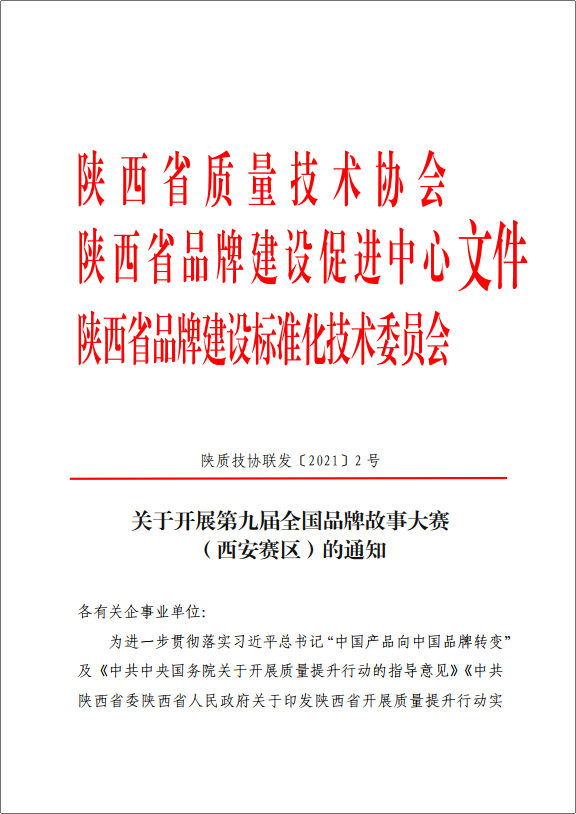 陕西省质量技术协会
陕西省品牌建设促进中心文件
陕西省品牌建设标准化技术委员会
陕质技协联发〔2021〕2号
关于开展第九届全国品牌故事大赛
（西安赛区）的通知
各有关企事业单位：
为进一步贯彻落实习近平总书记“中国产品向中国品牌转变”
及《中共中央国务院关于开展质量提升行动的指导意见》《中共
陕西省委陕西省人民政府关于印发陕西省开展质量提升行动实